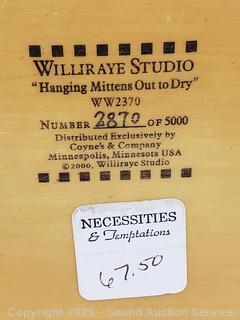 WILLIRAYE STUDIO
"Hanging Mittens Out to Dry"
WW2370
NUMBER 2870 OF 5000
Distributed Exclusively by
Coyne's & Company
Minneapolis, Minnesota USA
©2000, Williraye Studio
NECESSITIES
& Temptations
67.50
Copyright 2025 - Sound Auction Service